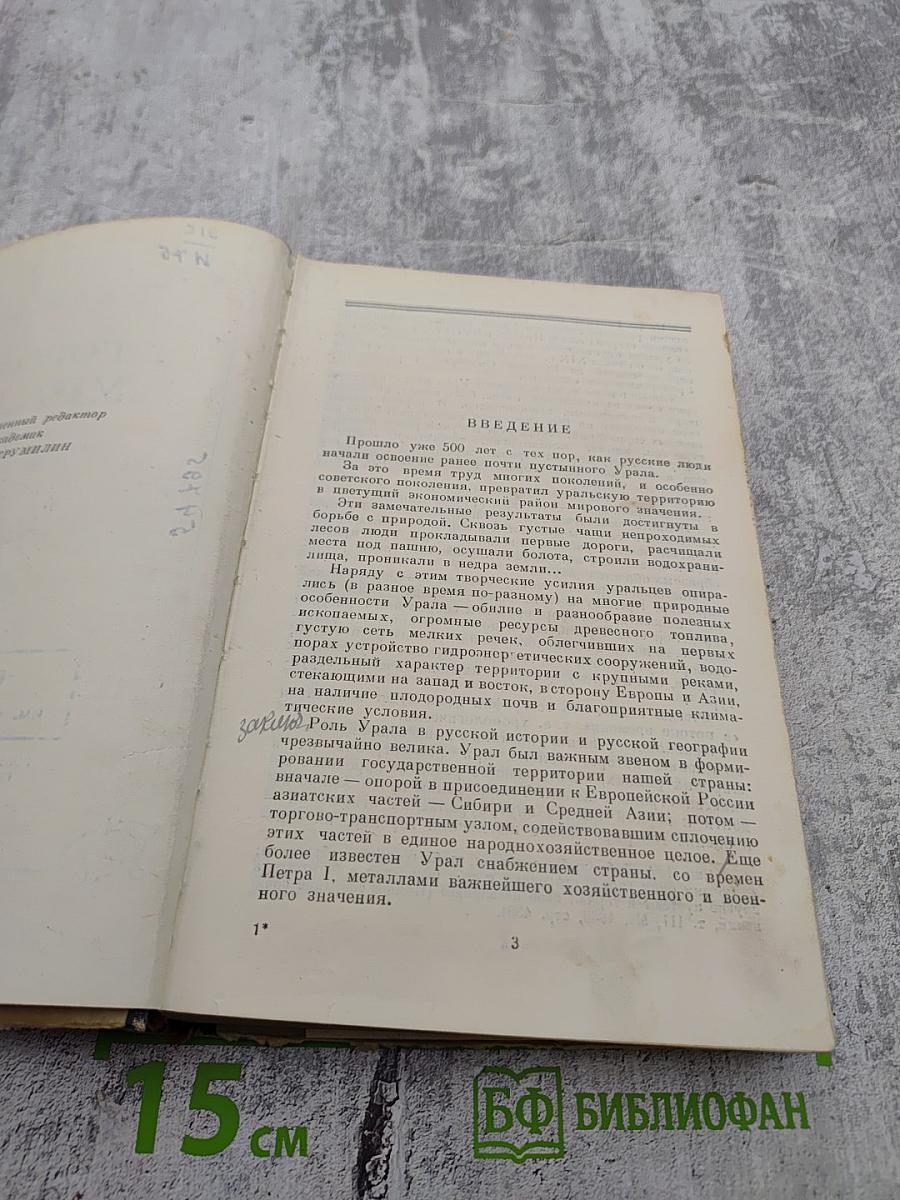 енный редактор
адемик
РУМИЛИН
ВВЕДЕНИЕ
Прошло уже 500 лет с тех пор, как русские люди
начали освоение ранее почти пустынного Урала.
За это время труд многих поколений, и особенно
советского поколения, превратил уральскую территорию
в цветущий экономический район мирового значения.
Эти замечательные результаты были достигнуты в
борьбе с природой. Сквозь густые чащи непроходимых
лесов люди прокладывали первые дороги, расчищали
места под пашню, осушали болота, строили водохрани-
лища, проникали в недра земли...
Наряду с этим творческие усилия уральцев опира-
лись (в разное время по-разному) на многие природные
особенности Урала — обилие и разнообразие полезных
ископаемых, огромные ресурсы древесного топлива,
густую сеть мелких речек, облегчивших на первых
порах устройство гидроэнергетических сооружений, водо-
раздельный характер территории с крупными реками,
стекающими на запад и восток, в сторону Европы и Азии,
на наличие плодородных почв и благоприятные клима-
тические условия.
Роль Урала в русской истории и русской географии
чрезвычайно велика. Урал был важным звеном в форми-
ровании государственной территории нашей страны:
вначале — опорой в присоединении к Европейской России
азиатских частей — Сибири и Средней Азии; потом —
торгово-транспортным узлом, содействовавшим сплочению
этих частей в единое народнохозяйственное целое. Еще
более известен Урал снабжением страны, со времен
Петра I, металлами важнейшего хозяйственного и воен-
ного значения.
1*
3
15 см
БФ БИБЛИОФАН